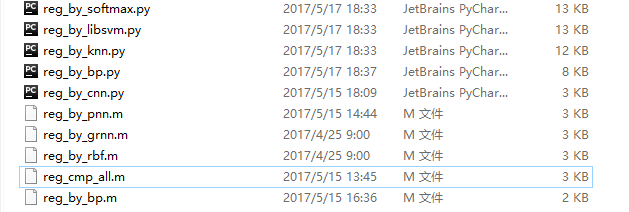 reg_by_softmax.py 2017/5/17 18:33 JetBrains PyChar... 13 KB
reg_by_libsvm.py 2017/5/17 18:33 JetBrains PyChar... 13 KB
reg_by_knn.py 2017/5/17 18:33 JetBrains PyChar... 12 KB
reg_by_bp.py 2017/5/17 18:37 JetBrains PyChar... 8 KB
reg_by_cnn.py 2017/5/15 18:09 JetBrains PyChar... 3 KB
reg_by_pnn.m 2017/5/15 14:44 M 文件 3 KB
reg_by_grnn.m 2017/4/25 9:00 M 文件 3 KB
reg_by_rbf.m 2017/4/25 9:00 M 文件 3 KB
reg_cmp_all.m 2017/5/15 13:45 M 文件 3 KB
reg_by_bp.m 2017/5/15 16:36 M 文件 2 KB